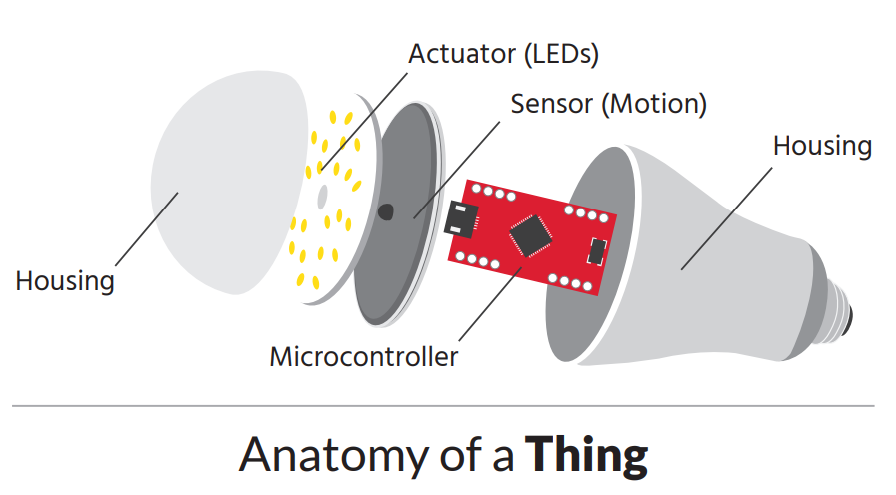 Actuator (LEDs)
Sensor (Motion)
Housing
Housing
Microcontroller
Anatomy of a Thing